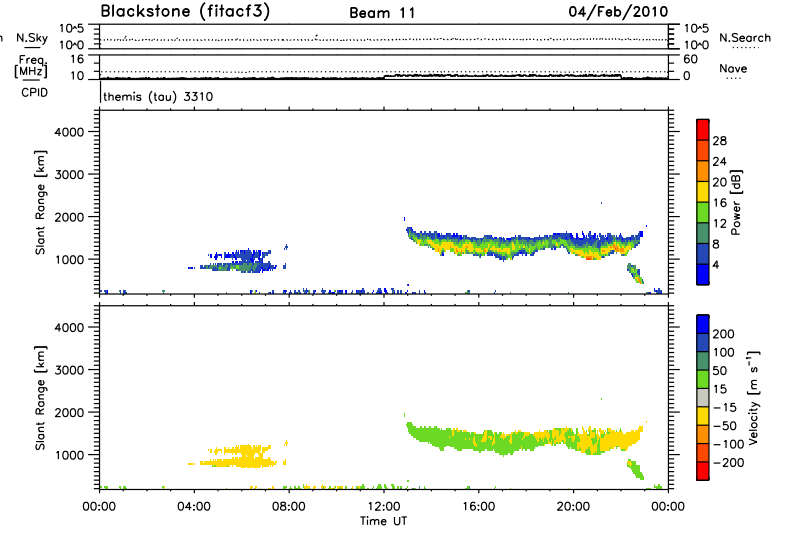 Blackstone (fitacf3) Beam 11 04/Feb/2010
N.Sky 10^5 10^0 10^5 10^0 N.Search
Freq. [MHz] 16 10 60 0 Nave
CPID themis (tau) 3310
Slant Range [km] 4000 3000 2000 1000
28 24 20 16 12 8 4 Power [dB]
Slant Range [km] 4000 3000 2000 1000
200 100 50 15 −15 −50 −100 −200 Velocity [m s⁻¹]
00:00 04:00 08:00 12:00 16:00 20:00 00:00
Time UT